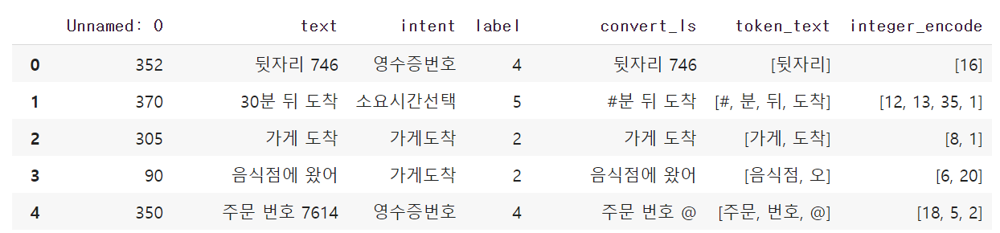 Unnamed: 0 text intent label convert_ls token_text integer_encode
0 352 뒷자리 746 영수증번호 4 뒷자리 746 [뒷자리] [16]
1 370 30분 뒤 도착 소요시간선택 5 #분 뒤 도착 [#, 분, 뒤, 도착] [12, 13, 35, 1]
2 305 가게 도착 가게도착 2 가게 도착 [가게, 도착] [8, 1]
3 90 음식점에 왔어 가게도착 2 음식점에 왔어 [음식점, 오] [6, 20]
4 350 주문 번호 7614 영수증번호 4 주문 번호 @ [주문, 번호, @] [18, 5, 2]